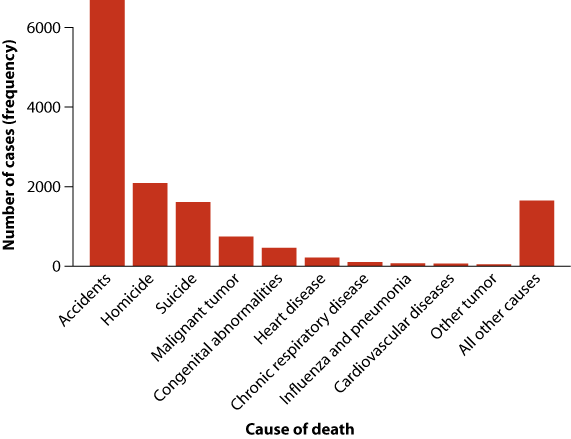 Number of cases (frequency)
6000
4000
2000
0
Accidents
Homicide
Suicide
Malignant tumor
Congenital abnormalities
Heart disease
Chronic respiratory disease
Influenza and pneumonia
Cardiovascular diseases
Other tumor
All other causes
Cause of death